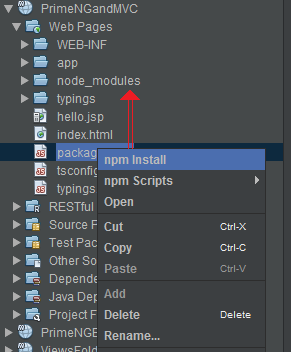 PrimeNGandMVC
Web Pages
WEB-INF
app
node_modules
typings
hello.jsp
index.html
packag
npm Install
tsconfig
npm Scripts
typings
Open
RESTful
Cut Ctrl-X
Source F
Copy Ctrl-C
Test Pac
Paste Ctrl-V
Other So
Depende
Add
Java Dep
Delete Delete
Project F
Rename...
PrimeNGE
ViewsFold